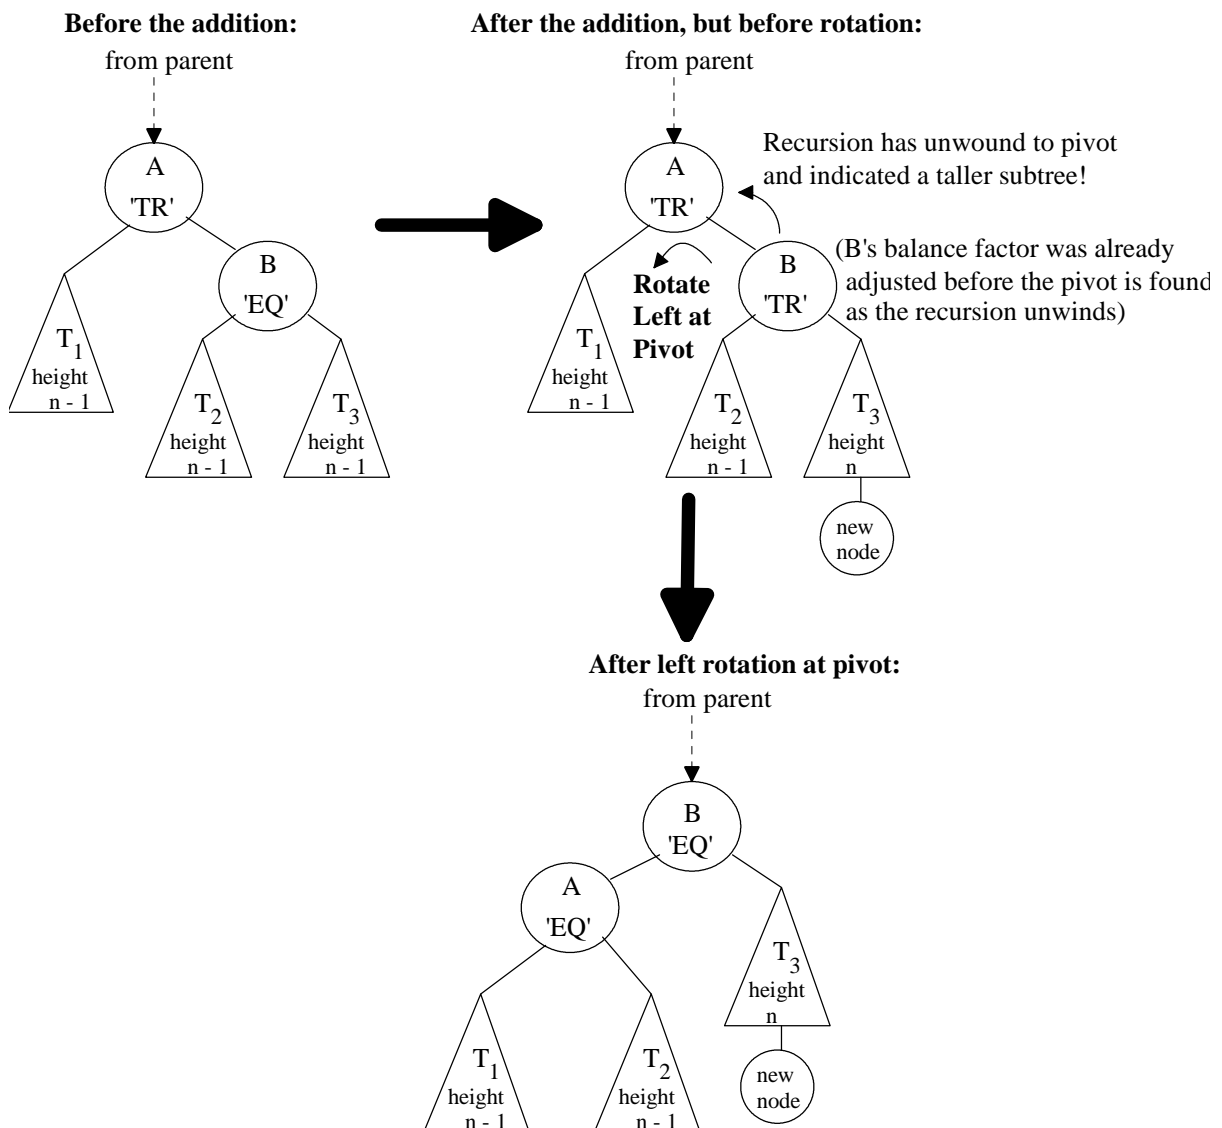 Before the addition:
from parent
A
'TR'
B
'EQ'
T1
height
n - 1
T2
height
n - 1
T3
height
n - 1
After the addition, but before rotation:
from parent
A
'TR'
Recursion has unwound to pivot
and indicated a taller subtree!
B
'TR'
(B's balance factor was already
adjusted before the pivot is found
as the recursion unwinds)
Rotate
Left at
Pivot
T1
height
n - 1
T2
height
n - 1
T3
height
n
new
node
After left rotation at pivot:
from parent
B
'EQ'
A
'EQ'
T3
height
n
new
node
T1
height
n - 1
T2
height
n - 1